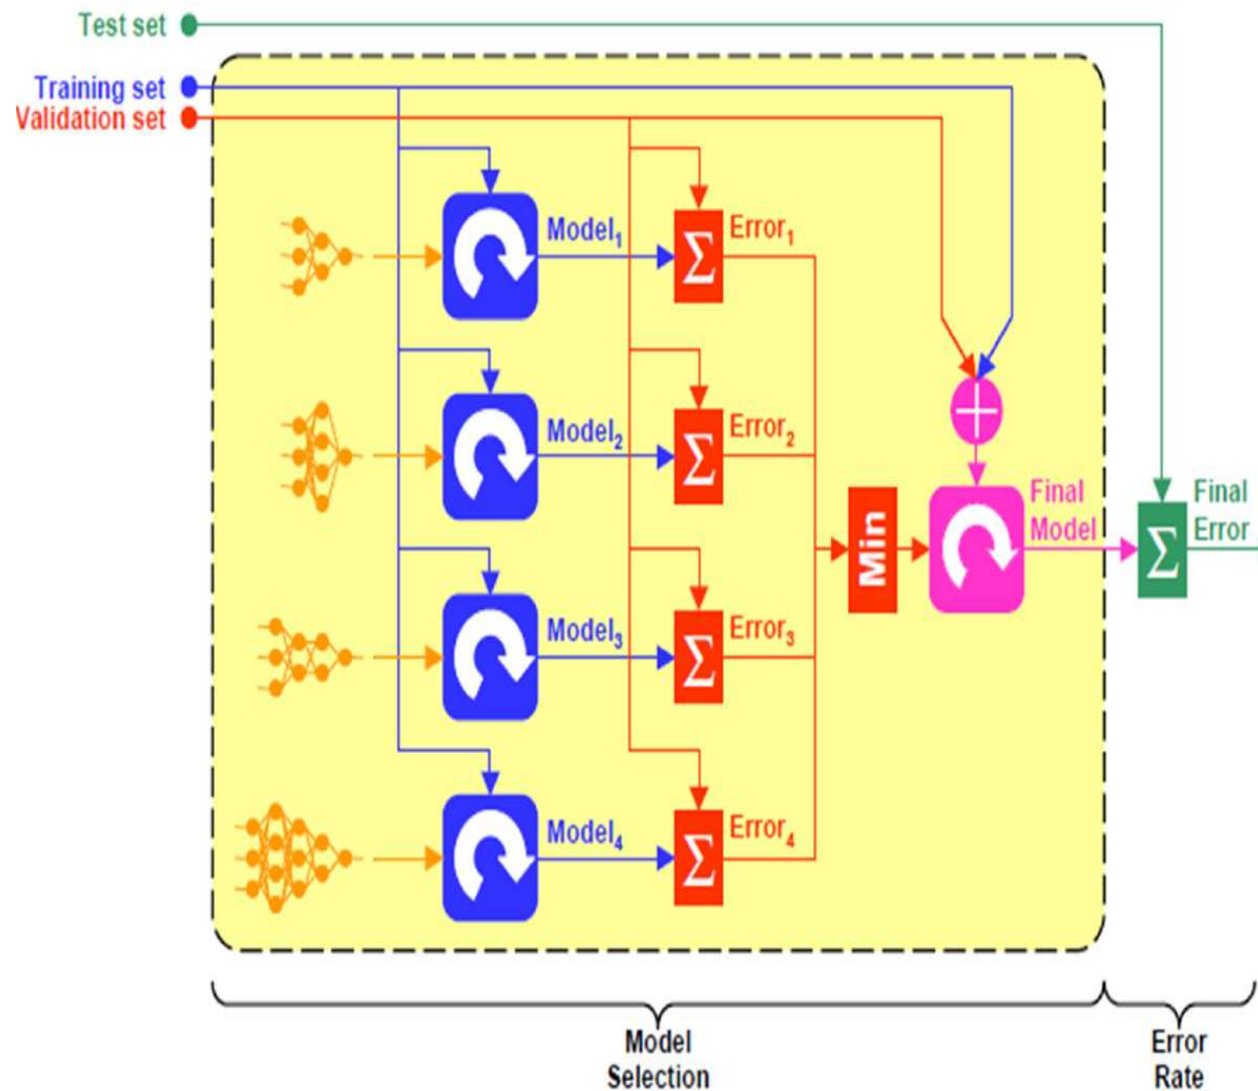 Test set
Training set
Validation set
Model₁
Error₁
Model₂
Error₂
Final
Model
Final
Error
Min
Σ
Model₃
Error₃
Model₄
Error₄
Σ
Σ
Σ
Σ
Model
Selection
Error
Rate